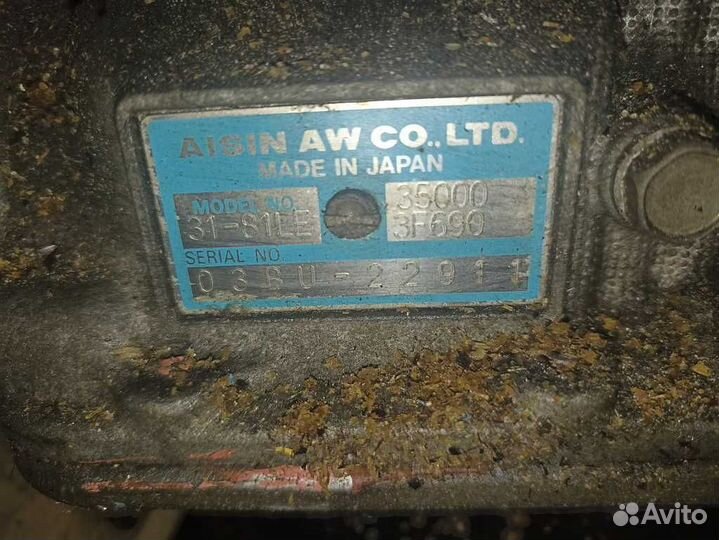 AISIN AW CO., LTD.
MADE IN JAPAN
MODEL NO. 35000
31-81LE 3F690
SERIAL NO.
03BU-22911
Avito